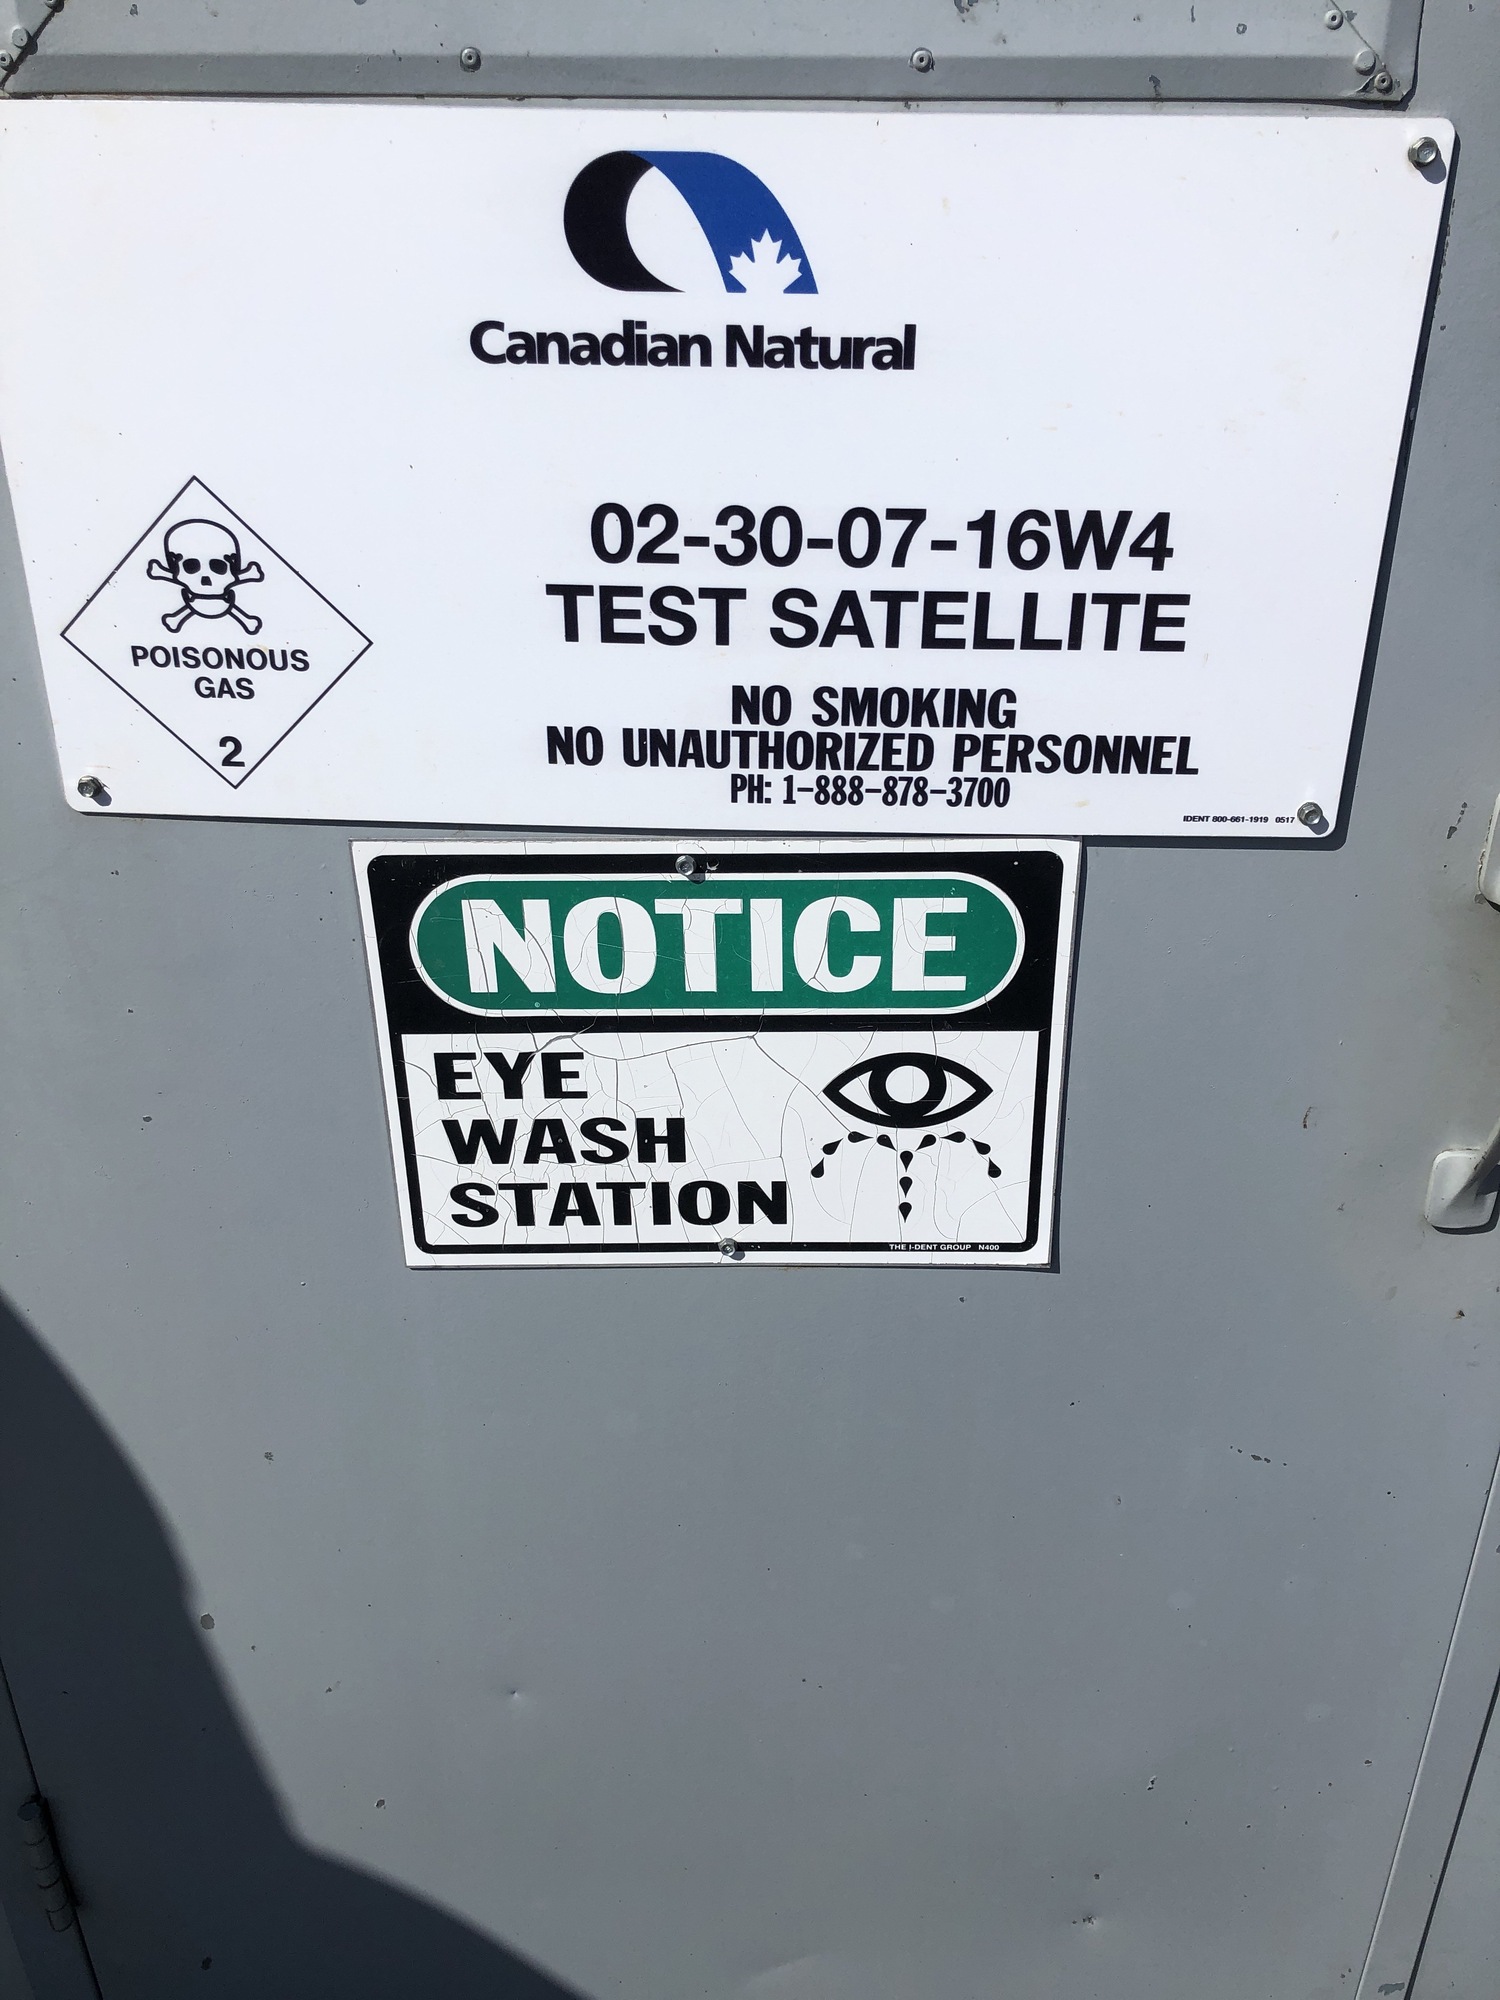 Canadian Natural
02-30-07-16W4
TEST SATELLITE
POISONOUS
GAS
2
NO SMOKING
NO UNAUTHORIZED PERSONNEL
PH: 1-888-878-3700
IDENT 800-661-1919 0517
NOTICE
EYE
WASH
STATION
THE I-DENT GROUP N400